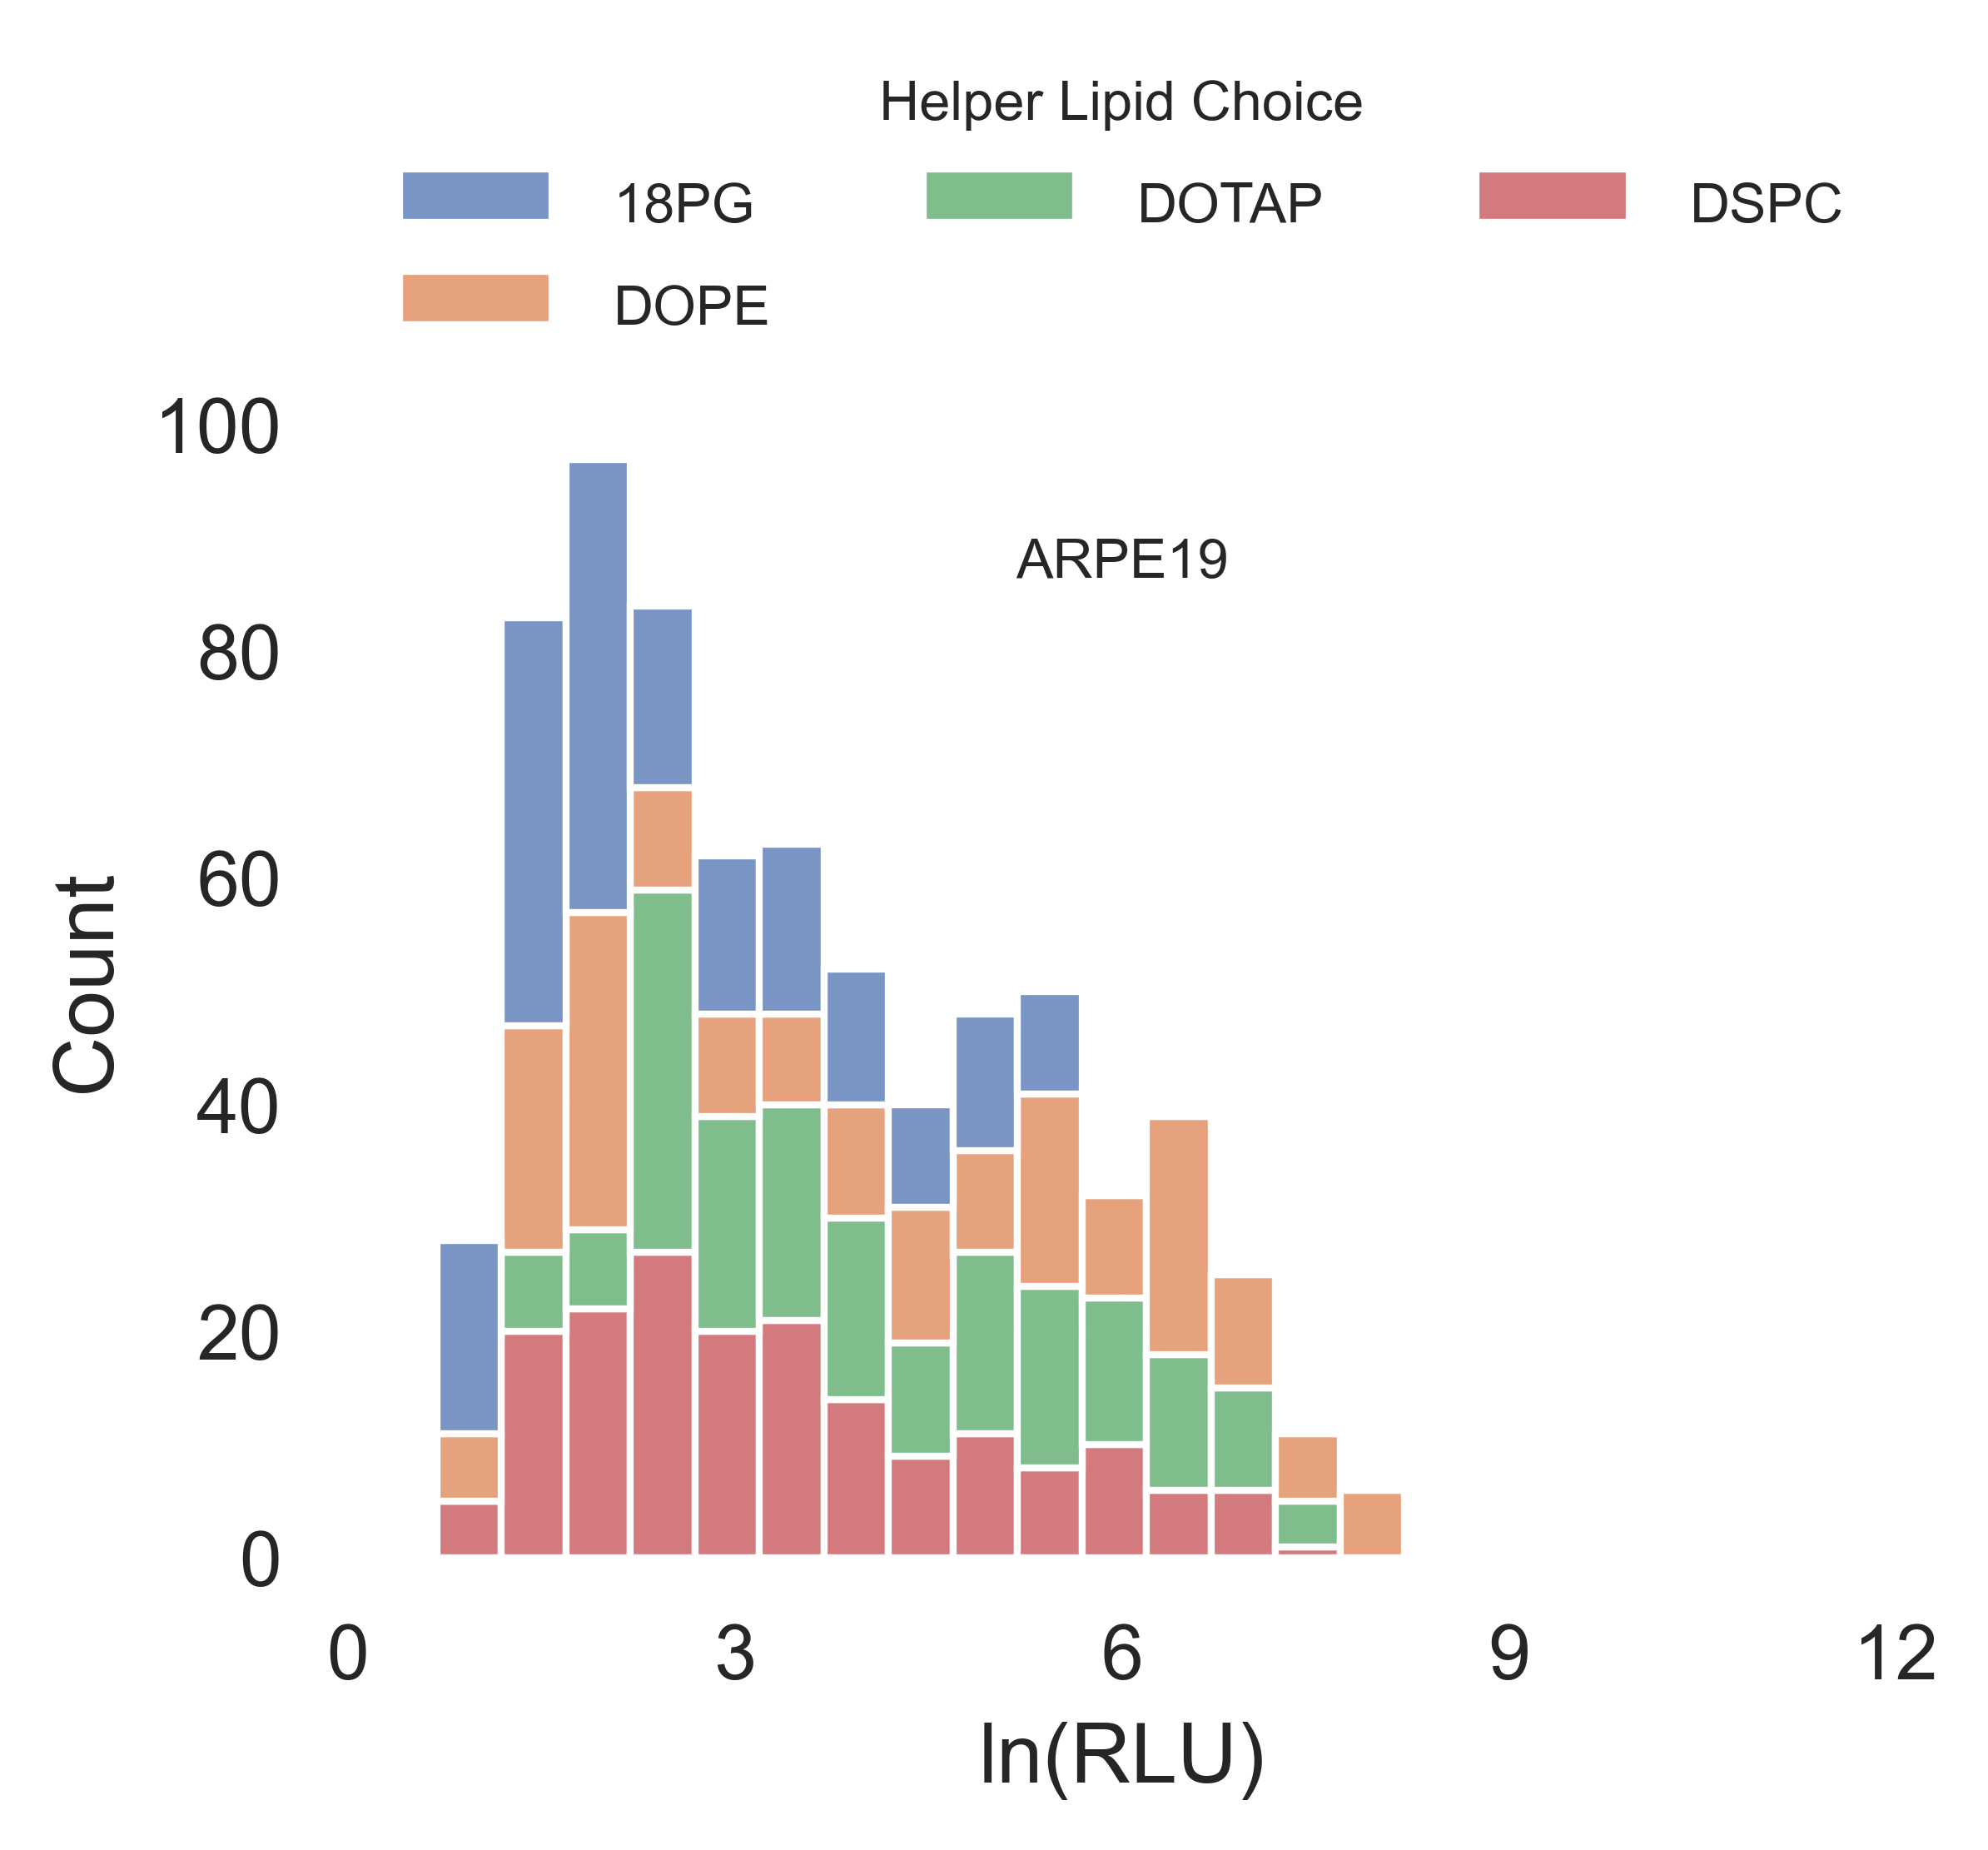 Helper Lipid Choice
18PG DOTAP DSPC
DOPE
100
ARPE19
80
60
Count
40
20
0
0 3 6 9 12
ln(RLU)